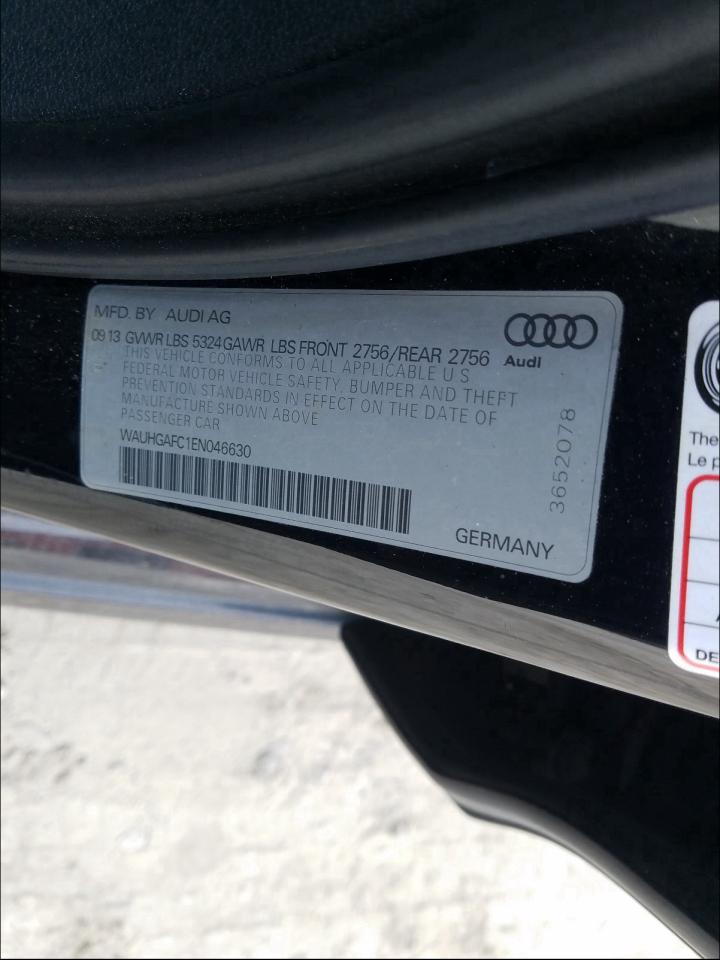 MFD. BY AUDI AG
09 13 GVWR LBS 5324 GAWR LBS FRONT 2756/REAR 2756
Audi
THIS VEHICLE CONFORMS TO ALL APPLICABLE U S
FEDERAL MOTOR VEHICLE SAFETY, BUMPER AND THEFT
PREVENTION STANDARDS IN EFFECT ON THE DATE OF
MANUFACTURE SHOWN ABOVE
PASSENGER CAR
WAUHGAFC1EN046630
GERMANY
3652078
The
Le p
DE